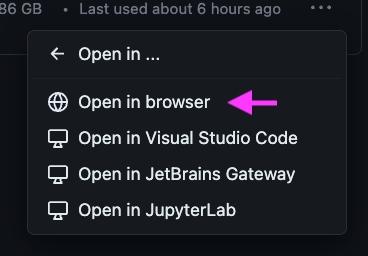 86 GB • Last used about 6 hours ago ...
Open in ...
Open in browser
Open in Visual Studio Code
Open in JetBrains Gateway
Open in JupyterLab